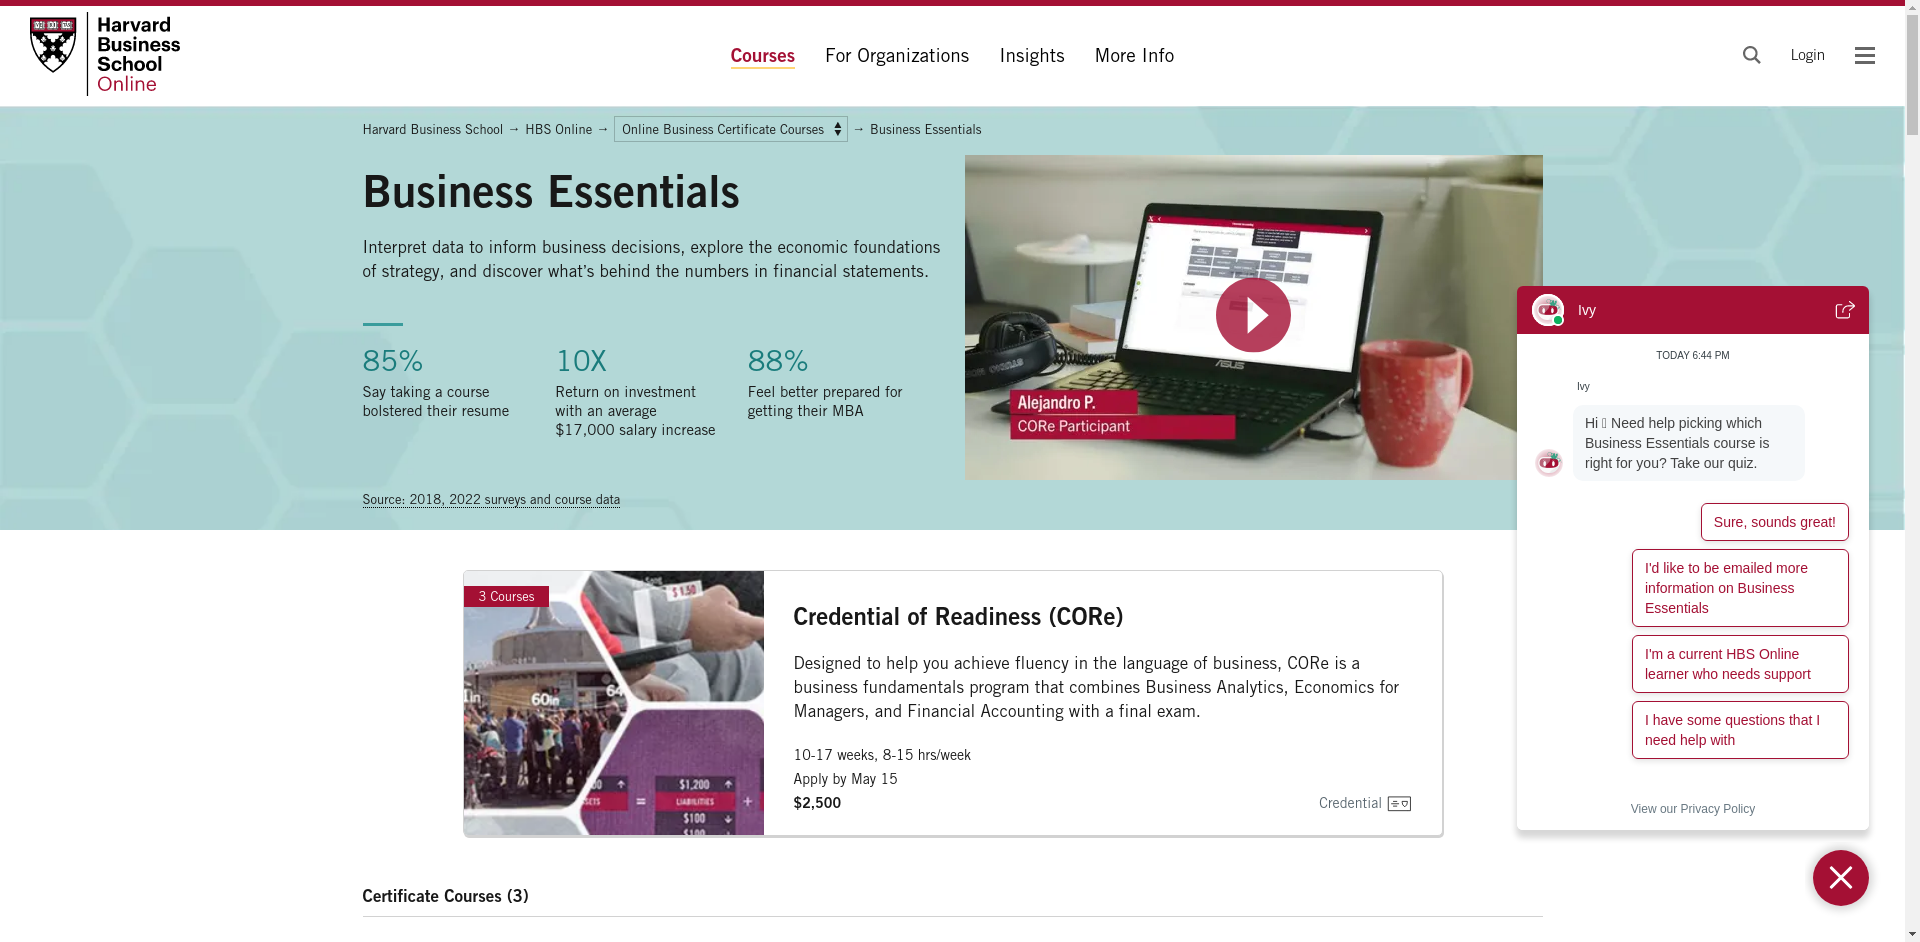 Harvard
Business
School
Online
Courses
For Organizations
Insights
More Info
Login
Harvard Business School → HBS Online → Online Business Certificate Courses → Business Essentials
Business Essentials
Interpret data to inform business decisions, explore the economic foundations
of strategy, and discover what's behind the numbers in financial statements.
85%
Say taking a course
bolstered their resume
10X
Return on investment
with an average
$17,000 salary increase
88%
Feel better prepared for
getting their MBA
Source: 2018, 2022 surveys and course data
ASUS
Alejandro P.
CORe Participant
3 Courses
$1.50
60in
64
$1,200
LIABILITIES
=
+
$100
Credential of Readiness (CORe)
Designed to help you achieve fluency in the language of business, CORe is a
business fundamentals program that combines Business Analytics, Economics for
Managers, and Financial Accounting with a final exam.
10-17 weeks, 8-15 hrs/week
Apply by May 15
$2,500
Credential
Certificate Courses (3)
Ivy
TODAY 6:44 PM
Ivy
Hi Need help picking which
Business Essentials course is
right for you? Take our quiz.
Sure, sounds great!
I'd like to be emailed more
information on Business
Essentials
I'm a current HBS Online
learner who needs support
I have some questions that I
need help with
View our Privacy Policy